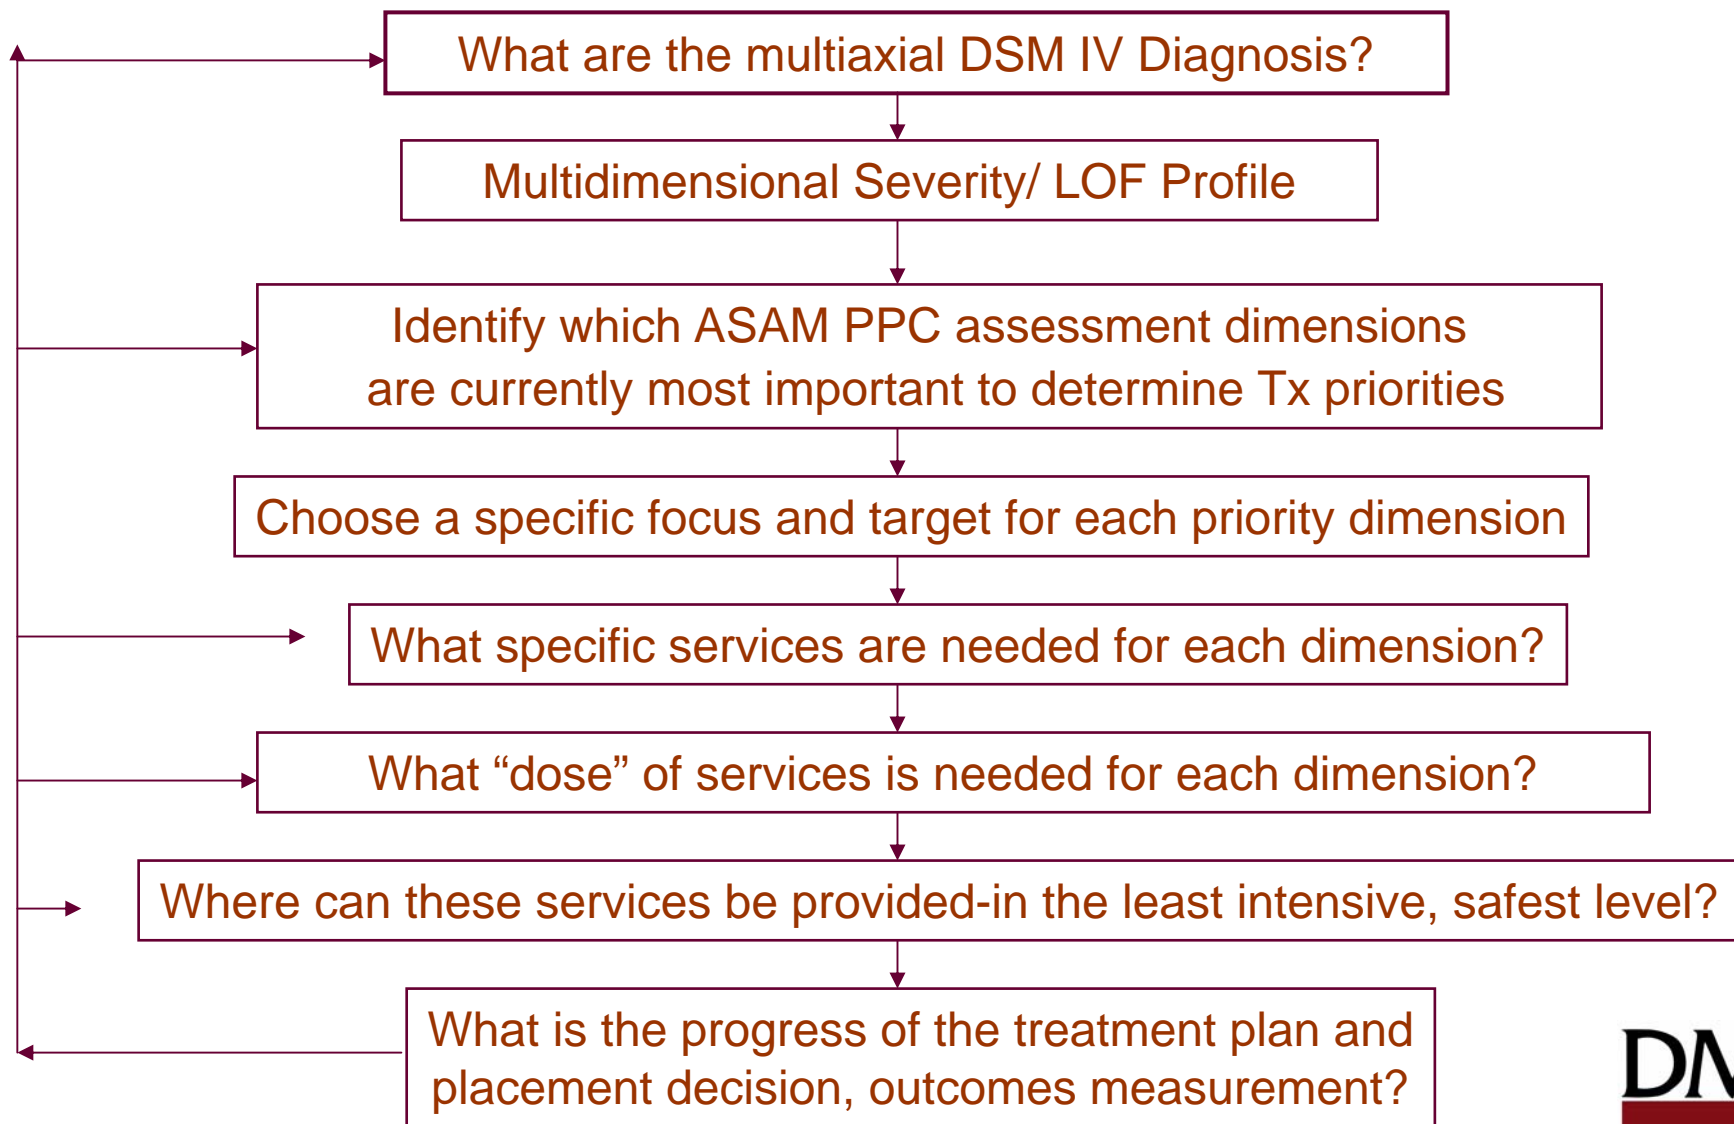 What are the multiaxial DSM IV Diagnosis?
Multidimensional Severity/ LOF Profile
Identify which ASAM PPC assessment dimensions
are currently most important to determine Tx priorities
Choose a specific focus and target for each priority dimension
What specific services are needed for each dimension?
What “dose” of services is needed for each dimension?
Where can these services be provided-in the least intensive, safest level?
What is the progress of the treatment plan and
placement decision, outcomes measurement?